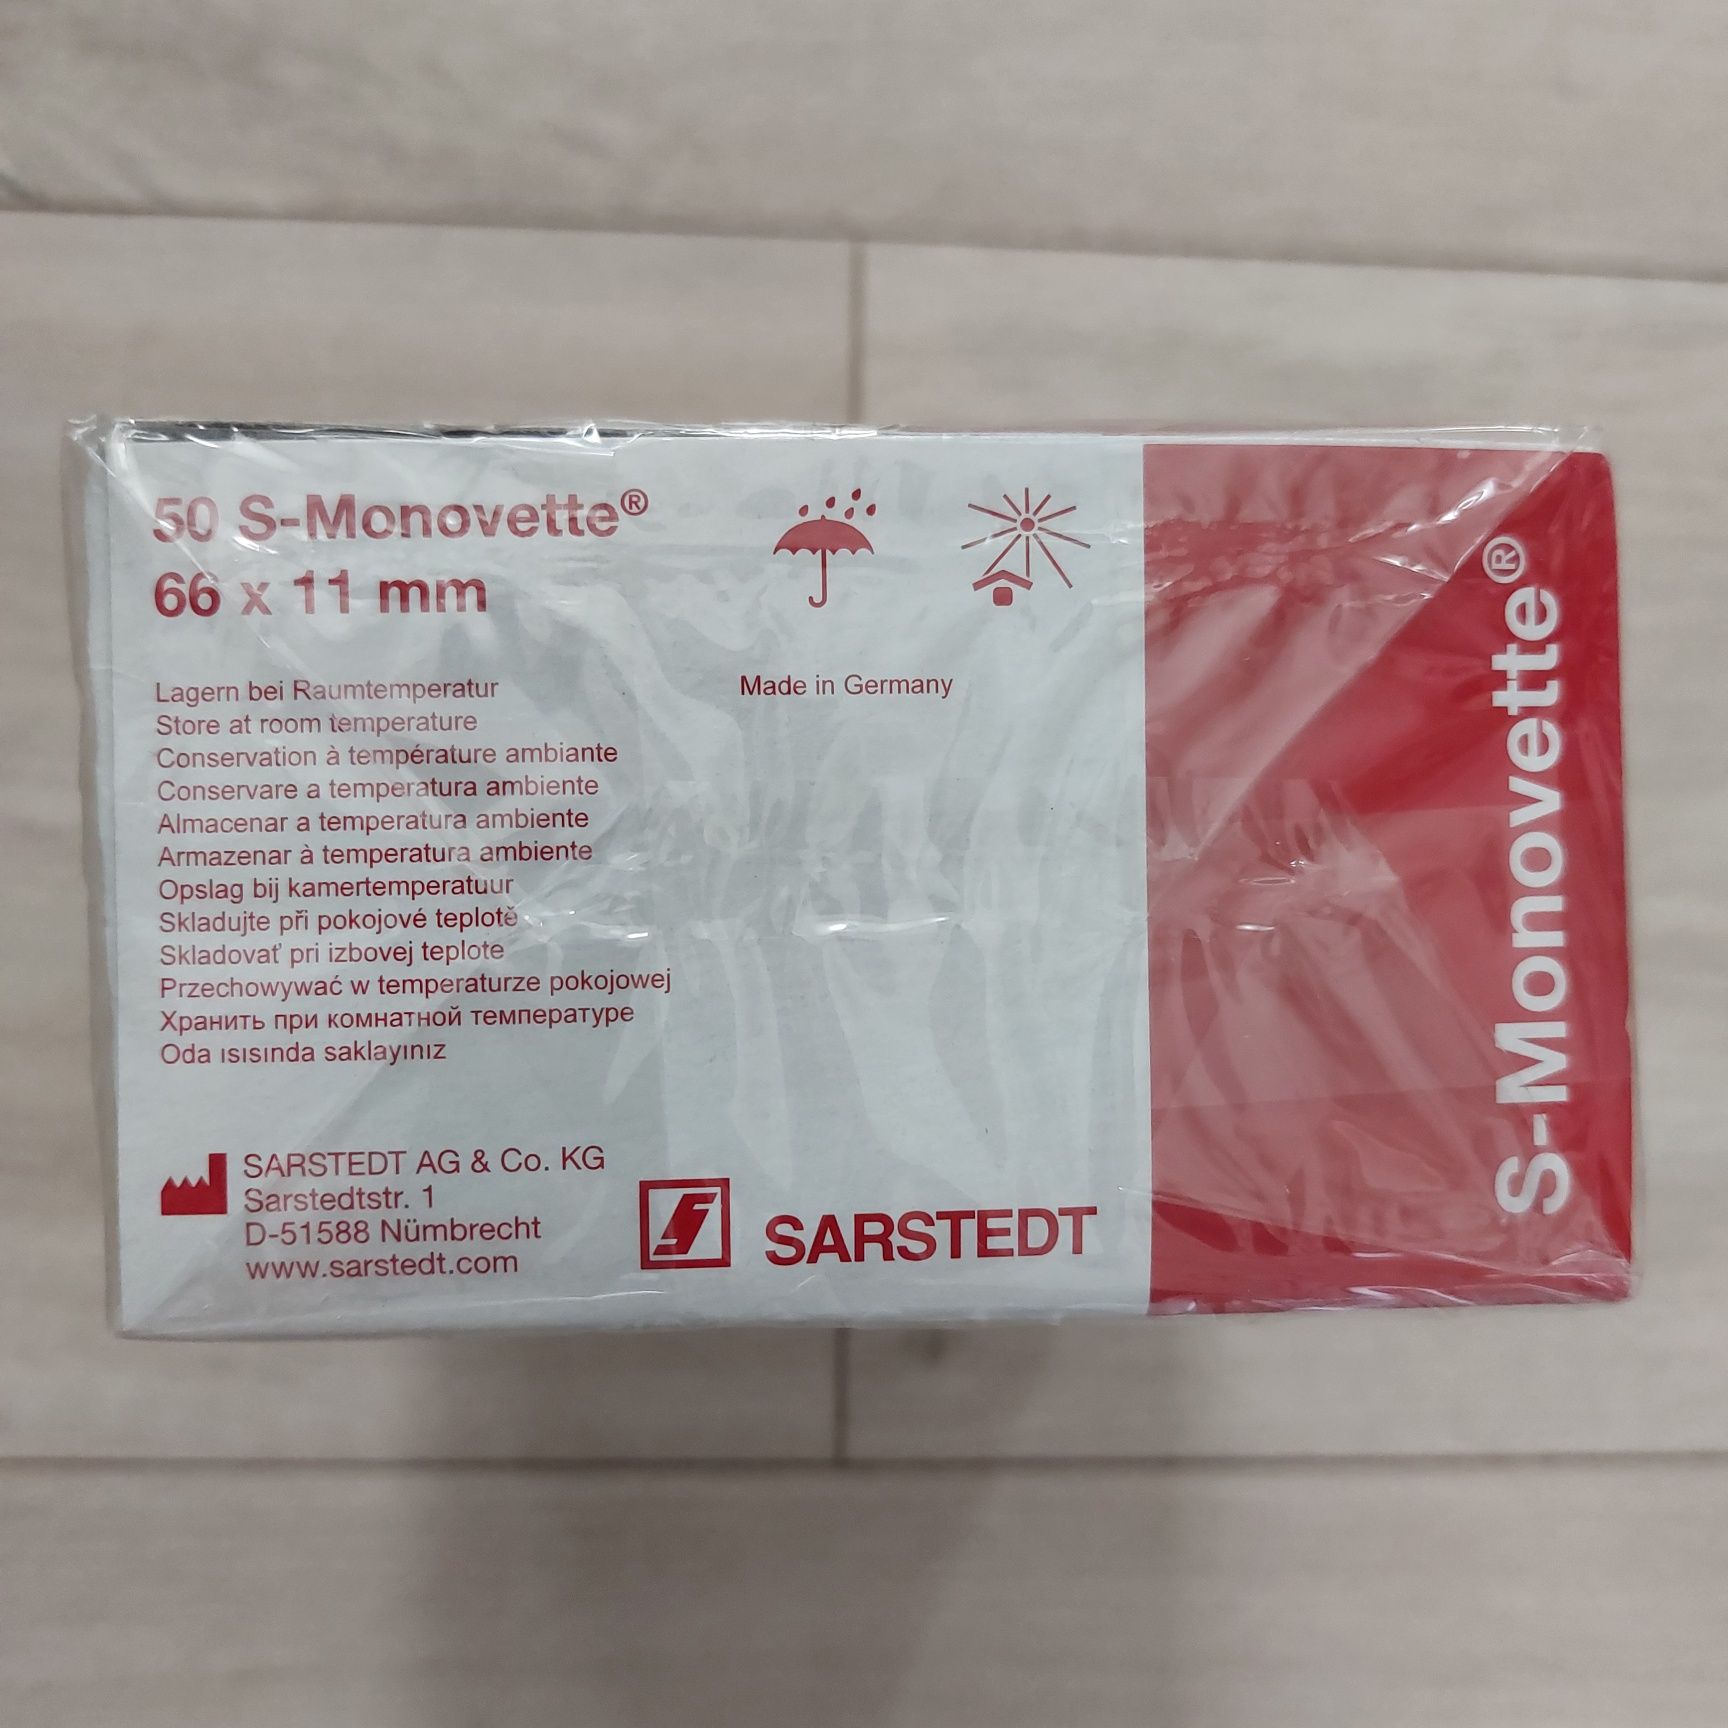 50 S-Monovette®
66 x 11 mm
Lagern bei Raumtemperatur
Store at room temperature
Conservation à température ambiante
Conservare a temperatura ambiente
Almacenar a temperatura ambiente
Armazenar à temperatura ambiente
Opslag bij kamertemperatuur
Skladujte při pokojové teplotě
Skladovať pri izbovej teplote
Przechowywać w temperaturze pokojowej
Хранить при комнатной температуре
Oda ısısında saklayınız
Made in Germany
SARSTEDT AG & Co. KG
Sarstedtstr. 1
D-51588 Nümbrecht
www.sarstedt.com
SARSTEDT
S-Monovette®